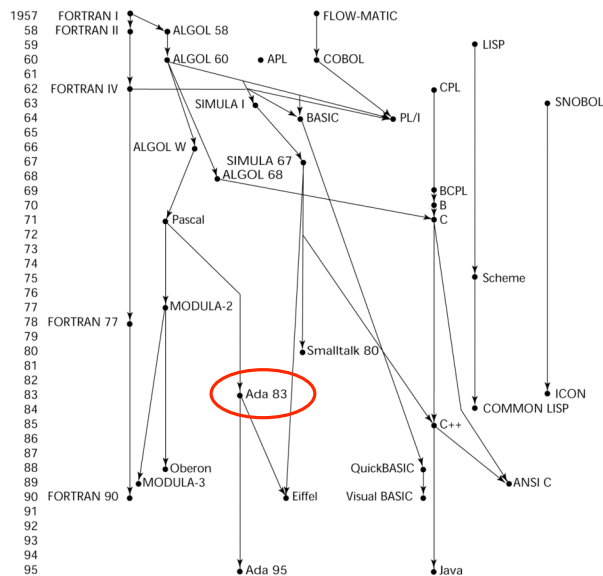 1957 FORTRAN I FLOW-MATIC
58 FORTRAN II ALGOL 58
59 LISP
60 ALGOL 60 APL COBOL
61
62 FORTRAN IV CPL
63 SIMULA I SNOBOL
64 BASIC PL/I
65
66 ALGOL W
67 SIMULA 67
68 ALGOL 68
69 BCPL
70 B
71 Pascal C
72
73
74
75 Scheme
76
77 MODULA-2
78 FORTRAN 77
79
80 Smalltalk 80
81
82
83 Ada 83 ICON
84 COMMON LISP
85 C++
86
87
88 Oberon QuickBASIC
89 MODULA-3 ANSI C
90 FORTRAN 90 Eiffel Visual BASIC
91
92
93
94
95 Ada 95 Java